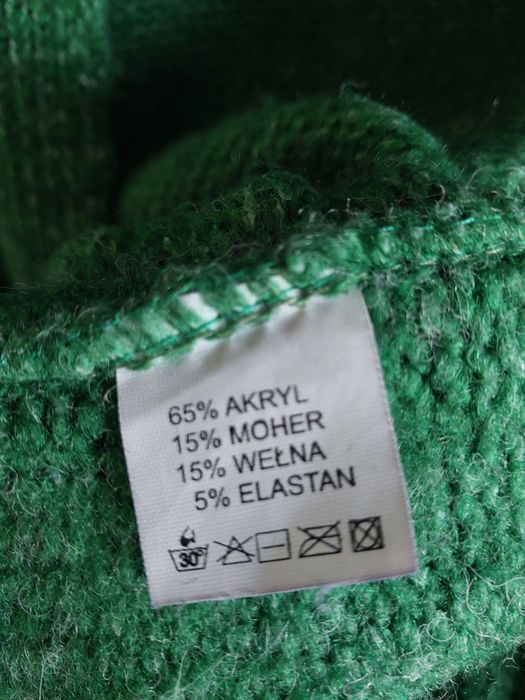 65% AKRYL
15% MOHER
15% WEŁNA
5% ELASTAN
30°